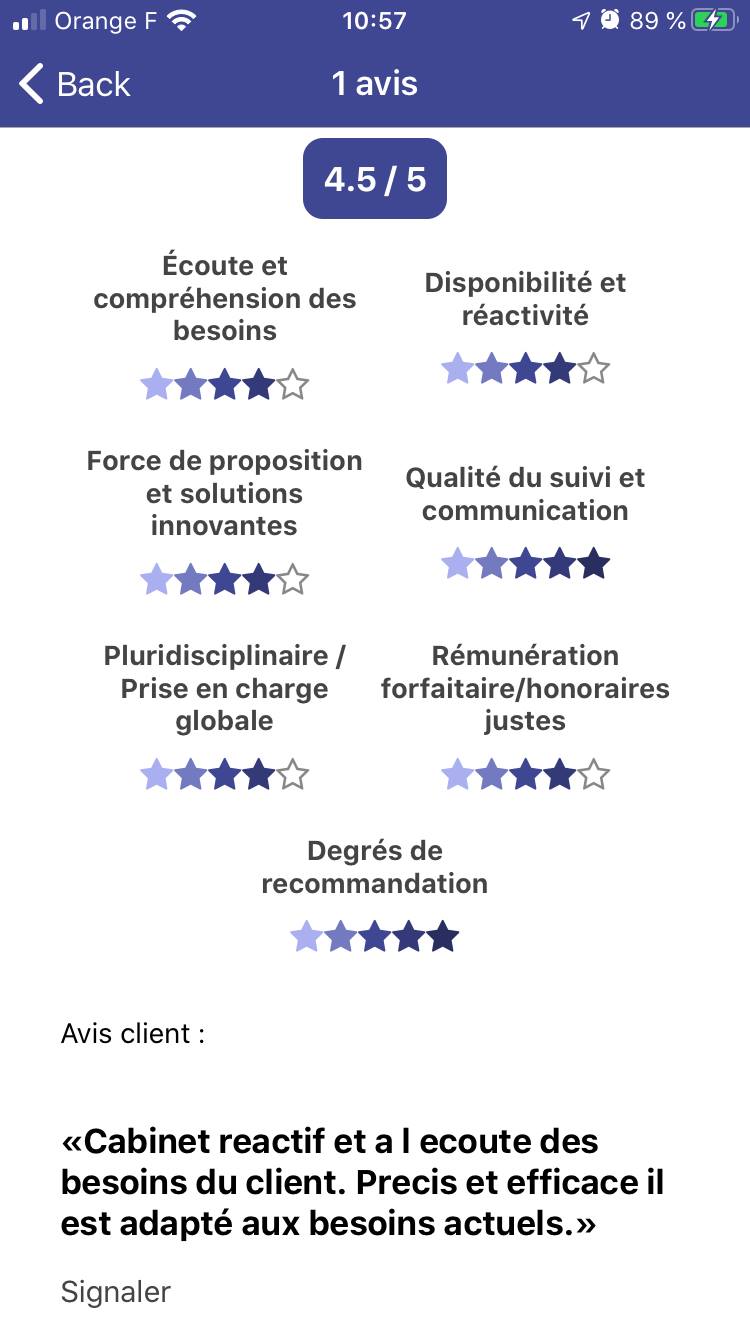 Orange F 10:57 89 %
Back 1 avis
4.5 / 5
Écoute et
compréhension des
besoins
Disponibilité et
réactivité
Force de proposition
et solutions
innovantes
Qualité du suivi et
communication
Pluridisciplinaire /
Prise en charge
globale
Rémunération
forfaitaire/honoraires
justes
Degrés de
recommandation
Avis client :
«Cabinet reactif et a l ecoute des
besoins du client. Precis et efficace il
est adapté aux besoins actuels.»
Signaler